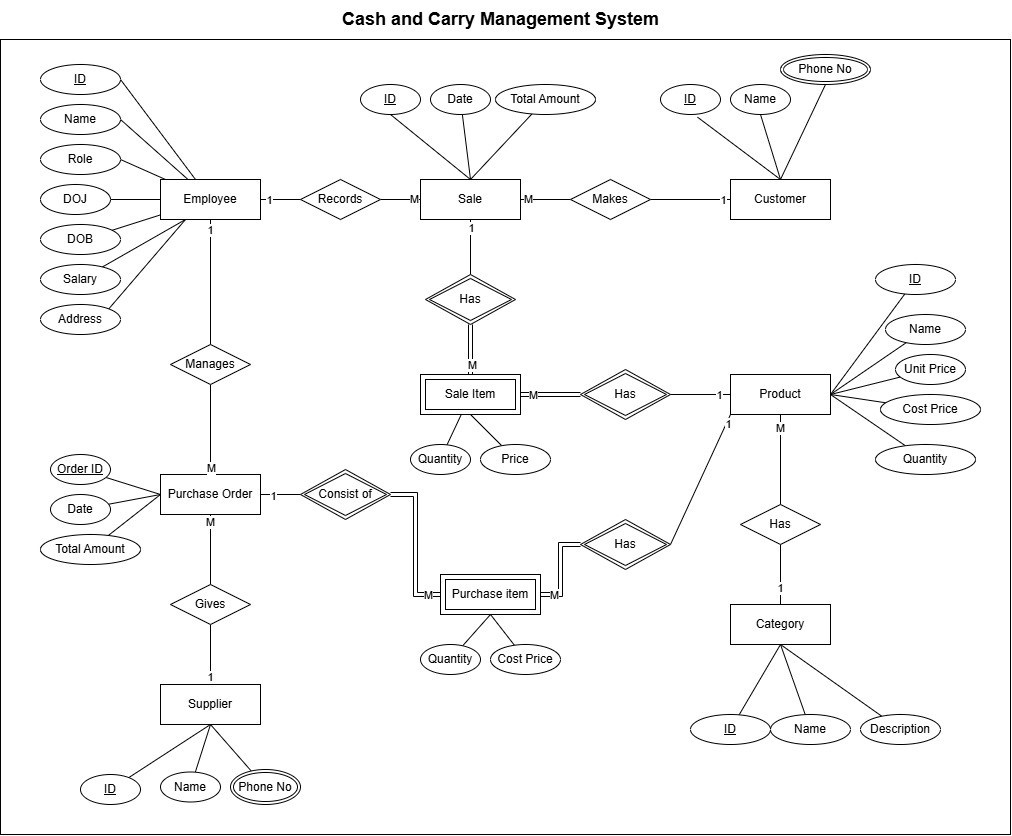 Cash and Carry Management System
ID
Name
Role
DOJ
DOB
Salary
Address
Employee
1
Records
M
ID
Date
Total Amount
Sale
M
Makes
1
ID
Name
Phone No
Customer
1
Manages
M
1
Has
M
Sale Item
Quantity
Price
M
Has
1
Product
ID
Name
Unit Price
Cost Price
Quantity
Order ID
Date
Total Amount
Purchase Order
1
Consist of
M
Purchase item
Quantity
Cost Price
M
Has
1
M
Has
1
Category
ID
Name
Description
M
Gives
1
Supplier
ID
Name
Phone No